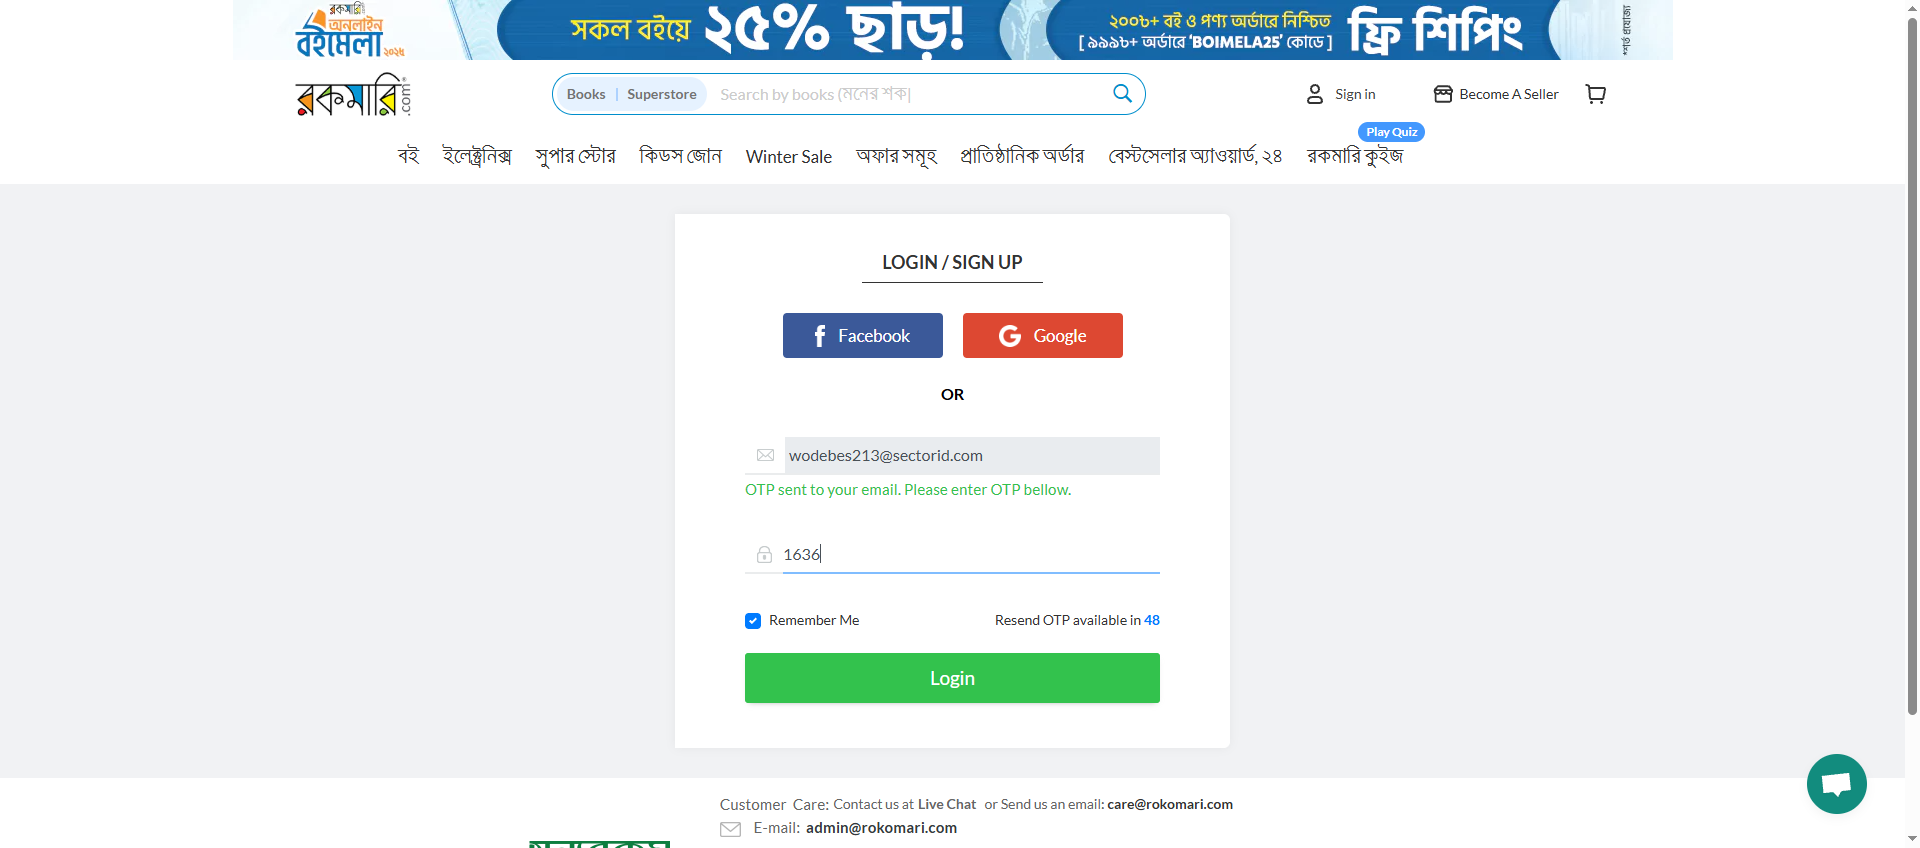 রকমারি
অনলাইন
বইমেলা ২০২৫
সকল বইয়ে ২৫% ছাড়!
২০০৳+ বই ও পণ্য অর্ডারে নিশ্চিত
[ ৯৯৯৳+ অর্ডারে ‘BOIMELA25’ কোডে ]
ফ্রি শিপিং
*শর্ত প্রযোজ্য
রকমারি.com
Books | Superstore
Search by books (মনের শক|
Sign in
Become A Seller
Play Quiz
বই ইলেক্ট্রনিক্স সুপার স্টোর কিডস জোন Winter Sale অফার সমূহ প্রাতিষ্ঠানিক অর্ডার বেস্টসেলার অ্যাওয়ার্ড, ২৪ রকমারি কুইজ
LOGIN / SIGN UP
Facebook
Google
OR
wodebes213@sectorid.com
OTP sent to your email. Please enter OTP bellow.
1636
Remember Me
Resend OTP available in 48
Login
Customer Care: Contact us at Live Chat or Send us an email: care@rokomari.com
E-mail: admin@rokomari.com